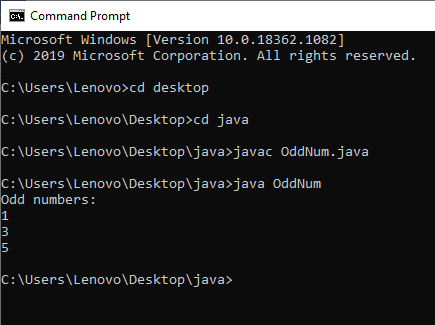 Command Prompt
Microsoft Windows [Version 10.0.18362.1082]
(c) 2019 Microsoft Corporation. All rights reserved.
C:\Users\Lenovo>cd desktop
C:\Users\Lenovo\Desktop>cd java
C:\Users\Lenovo\Desktop\java>javac OddNum.java
C:\Users\Lenovo\Desktop\java>java OddNum
Odd numbers:
1
3
5
C:\Users\Lenovo\Desktop\java>